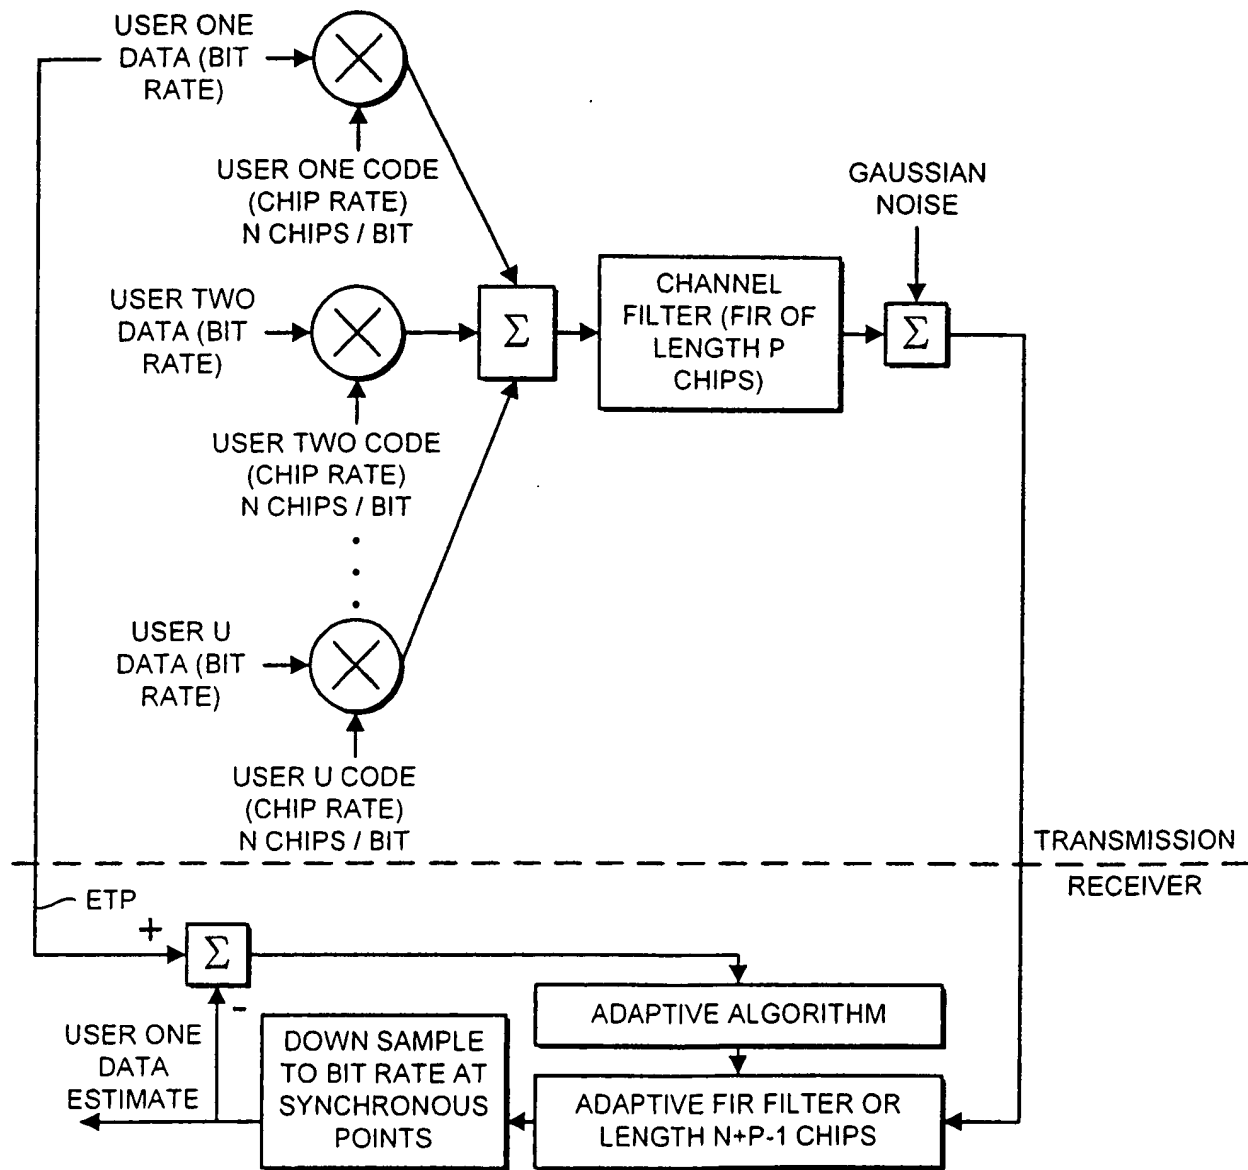 USER ONE
DATA (BIT
RATE)
USER ONE CODE
(CHIP RATE)
N CHIPS / BIT
GAUSSIAN
NOISE
USER TWO
DATA (BIT
RATE)
Σ
CHANNEL
FILTER (FIR OF
LENGTH P
CHIPS)
Σ
USER TWO CODE
(CHIP RATE)
N CHIPS / BIT
USER U
DATA (BIT
RATE)
USER U CODE
(CHIP RATE)
N CHIPS / BIT
TRANSMISSION
RECEIVER
ETP
+
Σ
-
ADAPTIVE ALGORITHM
USER ONE
DATA
ESTIMATE
DOWN SAMPLE
TO BIT RATE AT
SYNCHRONOUS
POINTS
ADAPTIVE FIR FILTER OR
LENGTH N+P-1 CHIPS